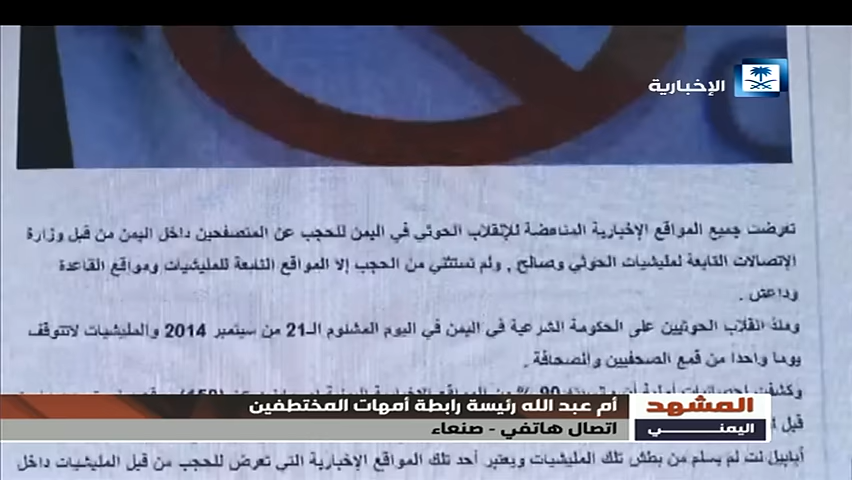 الإخبارية
تعرضت جميع المواقع الإخبارية المناهضة للإنقلاب الحوثي في اليمن للحجب عن المتصفحين داخل اليمن من قبل وزارة
الإتصالات التابعة لمليشيات الحوثي وصالح , ولم تستثني من الحجب إلا المواقع التابعة للمليشيات ومواقع القاعدة
وداعش .
ومنذ انقلاب الحوثيين على الحكومة الشرعية في اليمن في اليوم المشئوم الـ21 من سبتمبر 2014 والمليشيات لاتتوقف
يوما واحدا من قمع الصحفيين والصحافة .
أم عبد الله رئيسة رابطة أمهات المختطفين
المشهد
اليمني
اتصال هاتفي - صنعاء
قبل
أبابيل نت لم يسلم من بطش تلك المليشيات ويعتبر أحد تلك المواقع الإخبارية التي تعرض للحجب من قبل المليشيات داخل